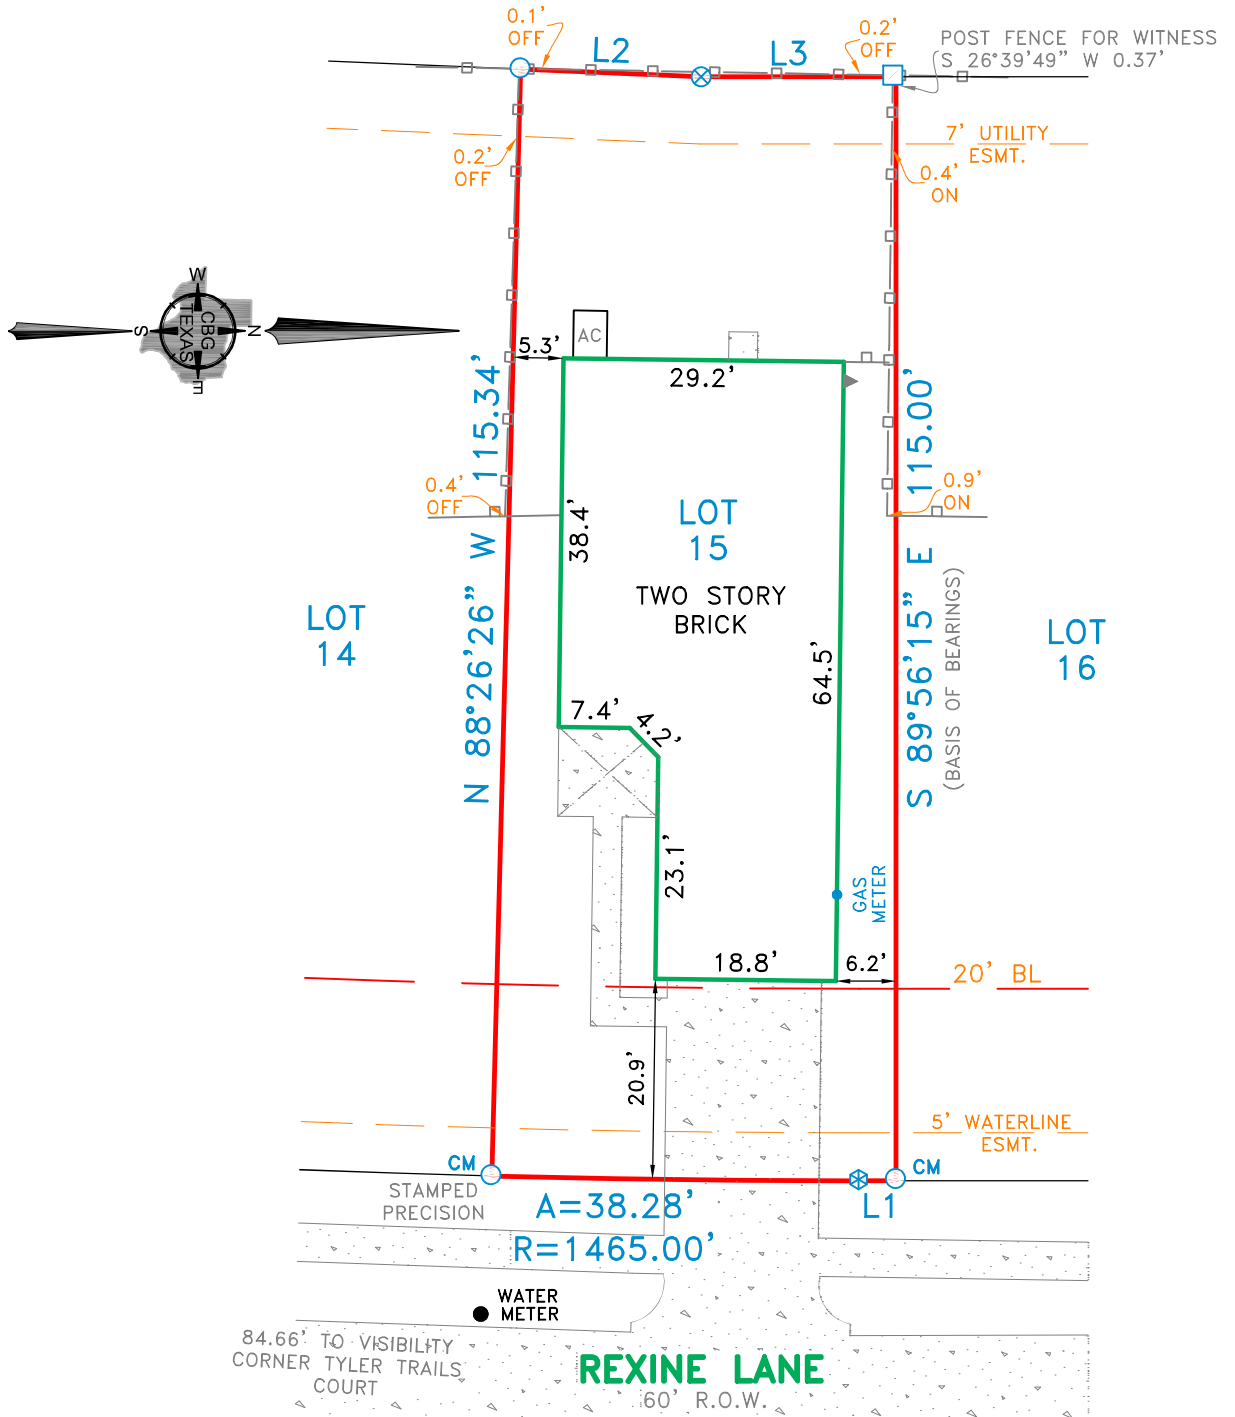 0.1'
OFF
L2
L3
0.2'
OFF
POST FENCE FOR WITNESS
S 26°39'49" W 0.37'
7' UTILITY
ESMT.
0.2'
OFF
0.4'
ON
W
S
N
E
CBG
TEXAS
AC
5.3'
29.2'
N 88°26'26" W 115.34'
S 89°56'15" E 115.00'
(BASIS OF BEARINGS)
0.4'
OFF
0.9'
ON
38.4'
LOT
15
TWO STORY
BRICK
LOT
14
LOT
16
64.5'
7.4'
4.2'
23.1'
GAS
METER
18.8'
6.2'
20' BL
20.9'
5' WATERLINE
ESMT.
CM
CM
STAMPED
PRECISION
A=38.28'
R=1465.00'
L1
WATER
METER
84.66' TO VISIBILITY
CORNER TYLER TRAILS
COURT
REXINE LANE
60' R.O.W.